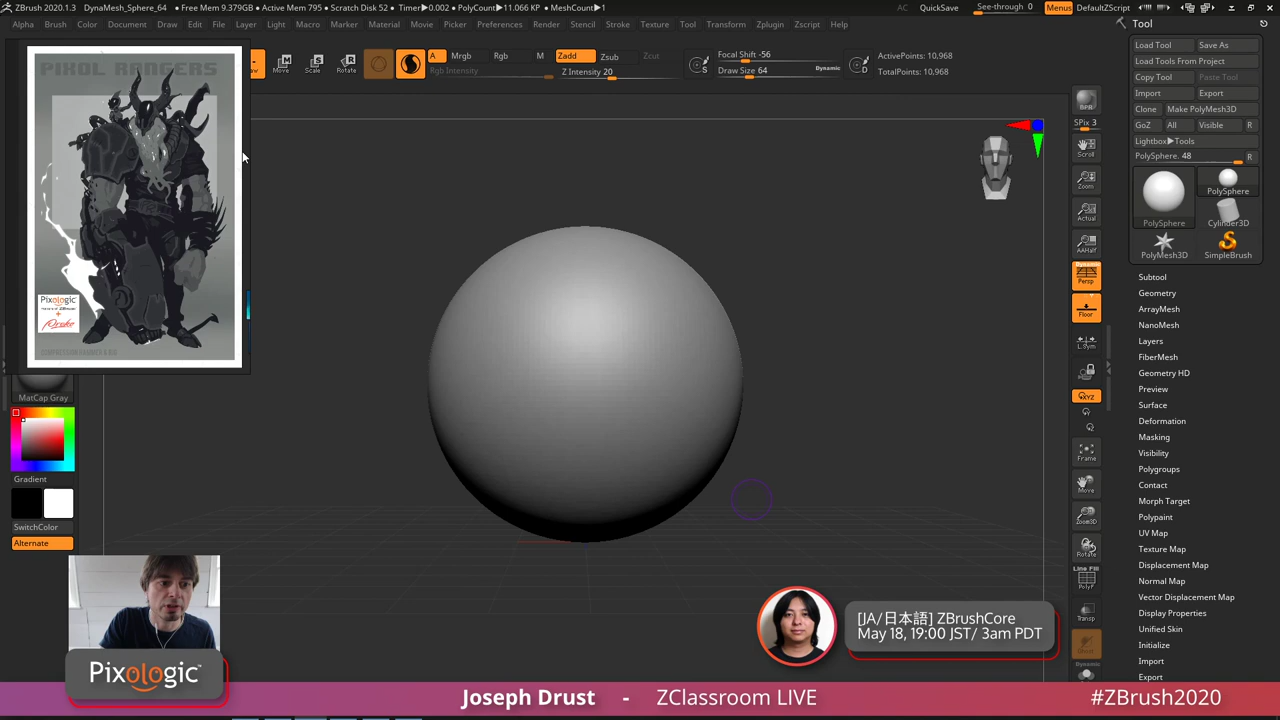 ZBrush 2020.1.3 DynaMesh_Sphere_64 • Free Mem 9.379GB • Active Mem 795 • Scratch Disk 52 • Timer▶0.002 • PolyCount▶11.066 KP • MeshCount▶1
AC QuickSave See-through 0 Menus DefaultZScript
Alpha Brush Color Document Draw Edit File Layer Light Macro Marker Material Movie Picker Preferences Render Stencil Stroke Texture Tool Transform Zplugin Zscript Help
Tool
Load Tool Save As
Load Tools From Project
Copy Tool Paste Tool
Import Export
Clone Make PolyMesh3D
GoZ All Visible R
Lightbox▶Tools
PolySphere. 48 R
PolySphere
PolySphere
Cylinder3D
PolyMesh3D
SimpleBrush
Subtool
Geometry
ArrayMesh
NanoMesh
Layers
FiberMesh
Geometry HD
Preview
Surface
Deformation
Masking
Visibility
Polygroups
Contact
Morph Target
Polypaint
UV Map
Texture Map
Displacement Map
Normal Map
Vector Displacement Map
Display Properties
Unified Skin
Initialize
Import
Export
Move
Scale
Rotate
A Mrgb Rgb M
Rgb Intensity
Zadd Zsub Zcut
Z Intensity 20
S
Focal Shift -56
Draw Size 64 Dynamic
D
ActivePoints: 10,968
TotalPoints: 10,968
BPR
SPix 3
Scroll
Zoom
Actual
AAHalf
Dynamic
Persp
Floor
L.Sym
XYZ
Frame
Move
Zoom3D
Rotate
Line Fill
PolyF
Transp
Ghost
Dynamic
PIXOL RANGERS
Pixologic
+
Proko
MatCap Gray
Gradient
SwitchColor
Alternate
Pixologic™
[JA/日本語] ZBrushCore
May 18, 19:00 JST/ 3am PDT
Joseph Drust - ZClassroom LIVE #ZBrush2020